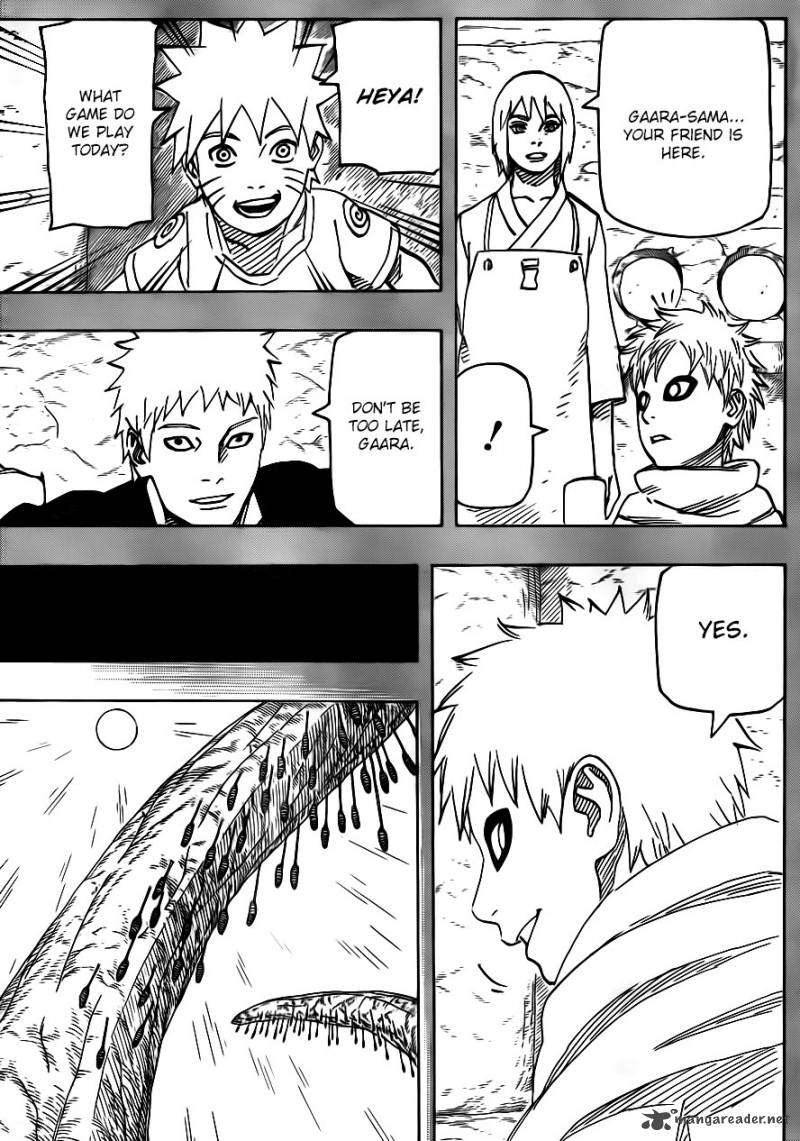 GAARA-SAMA...
YOUR FRIEND IS
HERE.
!
HEYA!
WHAT
GAME DO
WE PLAY
TODAY?
DON'T BE
TOO LATE,
GAARA.
YES.
mangareader.net